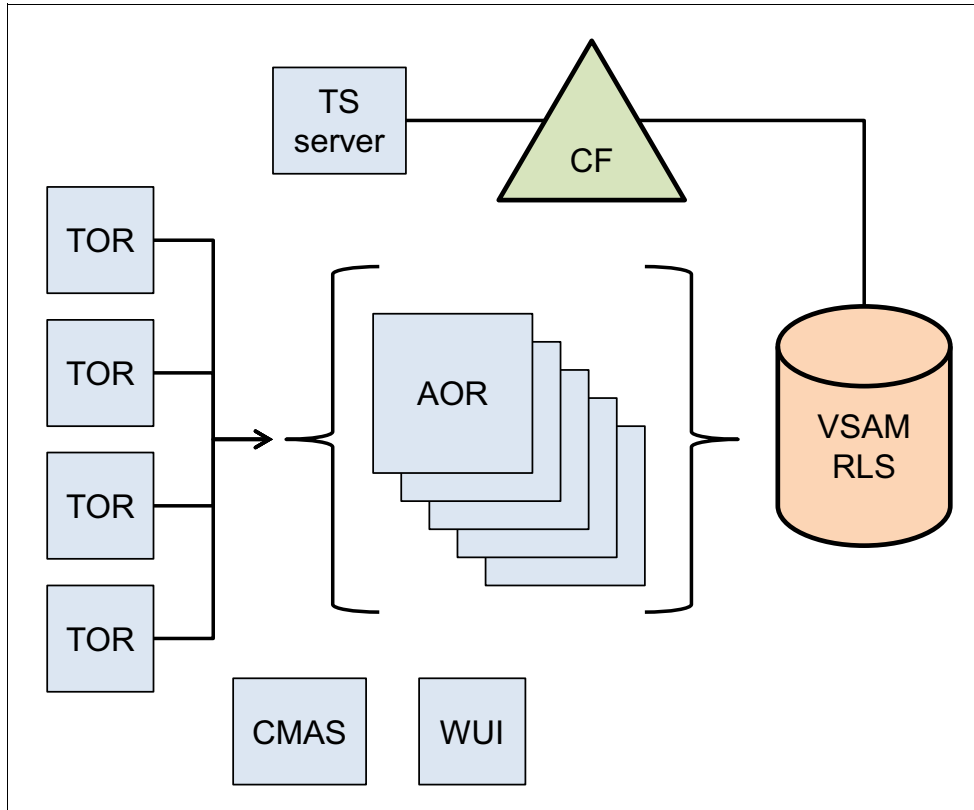 TS
server
CF
TOR
TOR
TOR
TOR
AOR
VSAM
RLS
CMAS
WUI